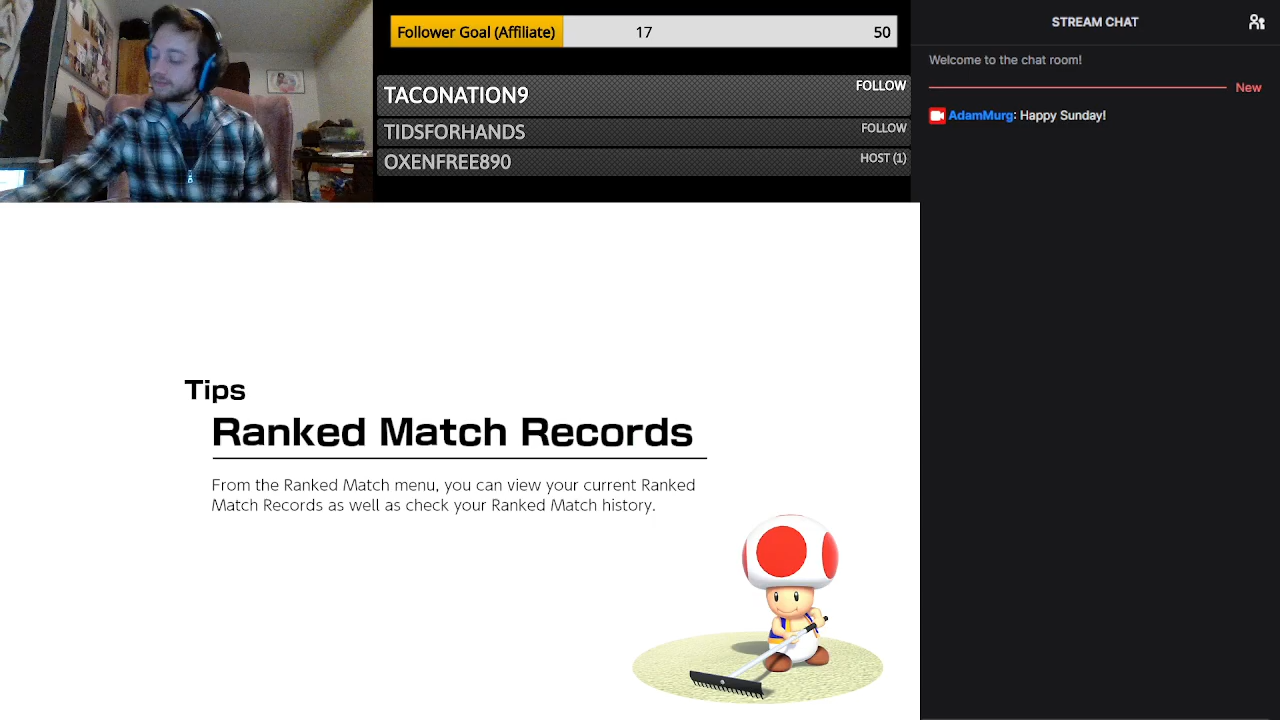 Follower Goal (Affiliate) 17 50
TACONATION9 FOLLOW
TIDSFORHANDS FOLLOW
OXENFREE890 HOST (1)
STREAM CHAT
Welcome to the chat room!
New
AdamMurg: Happy Sunday!
Tips
Ranked Match Records
From the Ranked Match menu, you can view your current Ranked
Match Records as well as check your Ranked Match history.